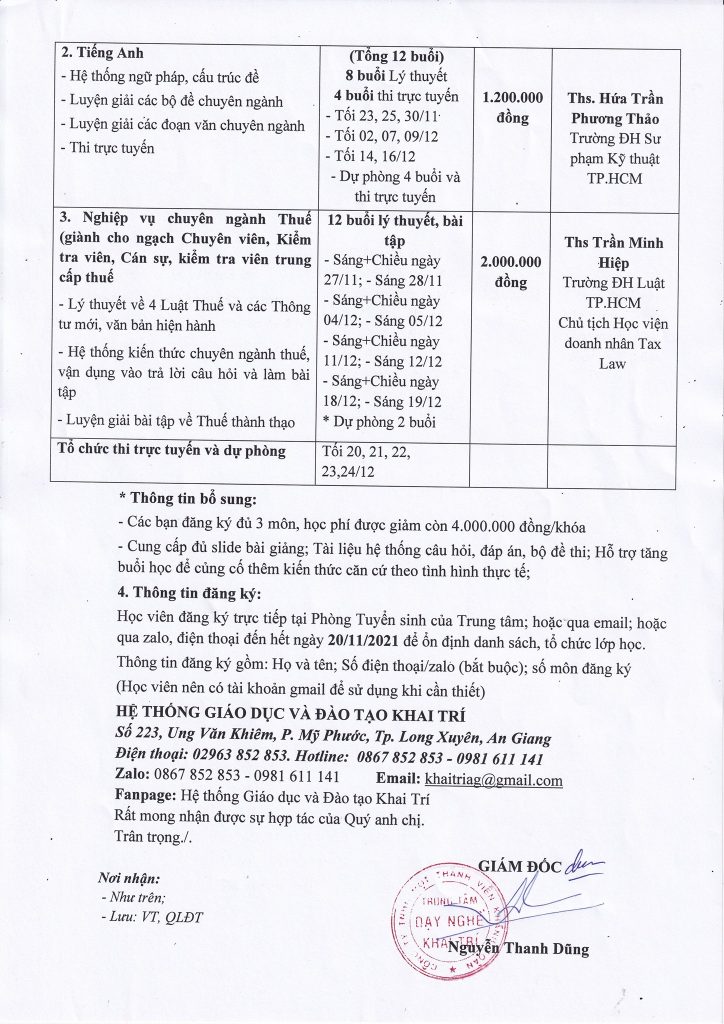 2. Tiếng Anh
- Hệ thống ngữ pháp, cấu trúc đề
- Luyện giải các bộ đề chuyên ngành
- Luyện giải các đoạn văn chuyên ngành
- Thi trực tuyến
(Tổng 12 buổi)
8 buổi Lý thuyết
4 buổi thi trực tuyến
- Tối 23, 25, 30/11
- Tối 02, 07, 09/12
- Tối 14, 16/12
- Dự phòng 4 buổi và
thi trực tuyến
1.200.000
đồng
Ths. Hứa Trần
Phương Thảo
Trường ĐH Sư
phạm Kỹ thuật
TP.HCM
3. Nghiệp vụ chuyên ngành Thuế
(giành cho ngạch Chuyên viên, Kiểm
tra viên, Cán sự, kiểm tra viên trung
cấp thuế
- Lý thuyết về 4 Luật Thuế và các Thông
tư mới, văn bản hiện hành
- Hệ thống kiến thức chuyên ngành thuế,
vận dụng vào trả lời câu hỏi và làm bài
tập
- Luyện giải bài tập về Thuế thành thạo
12 buổi lý thuyết, bài
tập
- Sáng+Chiều ngày
27/11; - Sáng 28/11
- Sáng+Chiều ngày
04/12; - Sáng 05/12
- Sáng+Chiều ngày
11/12; - Sáng 12/12
- Sáng+Chiều ngày
18/12; - Sáng 19/12
* Dự phòng 2 buổi
2.000.000
đồng
Ths Trần Minh
Hiệp
Trường ĐH Luật
TP.HCM
Chủ tịch Học viện
doanh nhân Tax
Law
Tổ chức thi trực tuyến và dự phòng
Tối 20, 21, 22,
23,24/12
* Thông tin bổ sung:
- Các bạn đăng ký đủ 3 môn, học phí được giảm còn 4.000.000 đồng/khóa
- Cung cấp đủ slide bài giảng; Tài liệu hệ thống câu hỏi, đáp án, bộ đề thi; Hỗ trợ tăng
buổi học để củng cố thêm kiến thức căn cứ theo tình hình thực tế;
4. Thông tin đăng ký:
Học viên đăng ký trực tiếp tại Phòng Tuyển sinh của Trung tâm; hoặc qua email; hoặc
qua zalo, điện thoại đến hết ngày 20/11/2021 để ổn định danh sách, tổ chức lớp học.
Thông tin đăng ký gồm: Họ và tên; Số điện thoại/zalo (bắt buộc); số môn đăng ký
(Học viên nên có tài khoản gmail để sử dụng khi cần thiết)
HỆ THỐNG GIÁO DỤC VÀ ĐÀO TẠO KHAI TRÍ
Số 223, Ung Văn Khiêm, P. Mỹ Phước, Tp. Long Xuyên, An Giang
Điện thoại: 02963 852 853. Hotline: 0867 852 853 - 0981 611 141
Zalo: 0867 852 853 - 0981 611 141 Email: khaitriag@gmail.com
Fanpage: Hệ thống Giáo dục và Đào tạo Khai Trí
Rất mong nhận được sự hợp tác của Quý anh chị.
Trân trọng./.
Nơi nhận:
- Như trên;
- Lưu: VT, QLĐT
GIÁM ĐỐC
TRUNG TÂM
DẠY NGHỀ
KHAI TRÍ
Nguyễn Thanh Dũng